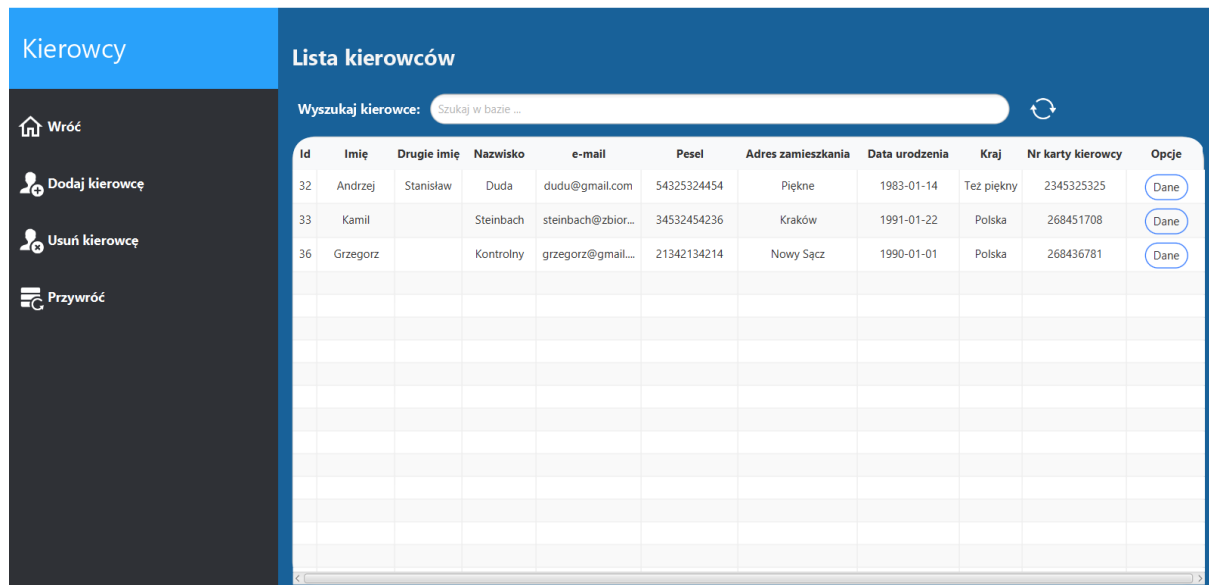 Kierowcy
Wróć
Dodaj kierowcę
Usuń kierowcę
Przywróć
Lista kierowców
Wyszukaj kierowce: Szukaj w bazie ...
Id Imię Drugie imię Nazwisko e-mail Pesel Adres zamieszkania Data urodzenia Kraj Nr karty kierowcy Opcje
32 Andrzej Stanisław Duda dudu@gmail.com 54325324454 Piękne 1983-01-14 Też piękny 2345325325 Dane
33 Kamil Steinbach steinbach@zbior... 34532454236 Kraków 1991-01-22 Polska 268451708 Dane
36 Grzegorz Kontrolny grzegorz@gmail.... 21342134214 Nowy Sącz 1990-01-01 Polska 268436781 Dane